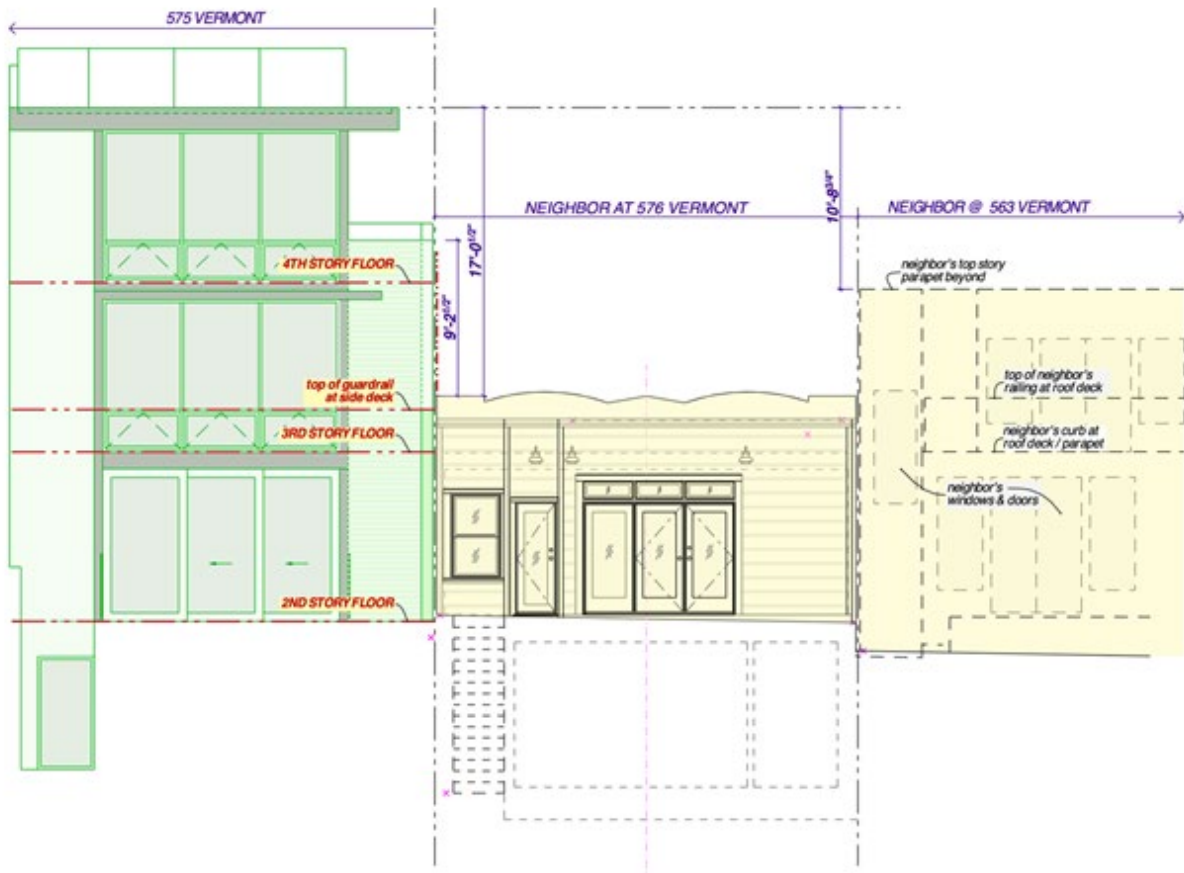 575 VERMONT
NEIGHBOR AT 576 VERMONT
NEIGHBOR @ 563 VERMONT
10'-8 3/4"
17'-0 1/2"
9'-2 1/2"
4TH STORY FLOOR
neighbor's top story
parapet beyond
top of guardrail
at side deck
top of neighbor's
railing at roof deck
3RD STORY FLOOR
neighbor's curb at
roof deck / parapet
neighbor's
windows & doors
2ND STORY FLOOR